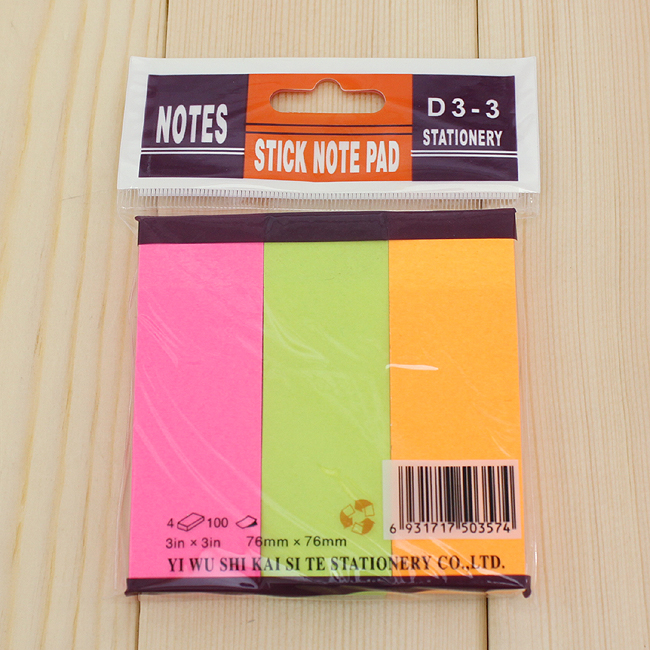 NOTES
STICK NOTE PAD
D3-3
STATIONERY
4 100
3in × 3in 76mm × 76mm
YI WU SHI KAI SI TE STATIONERY CO.,LTD.
6 931717 503574